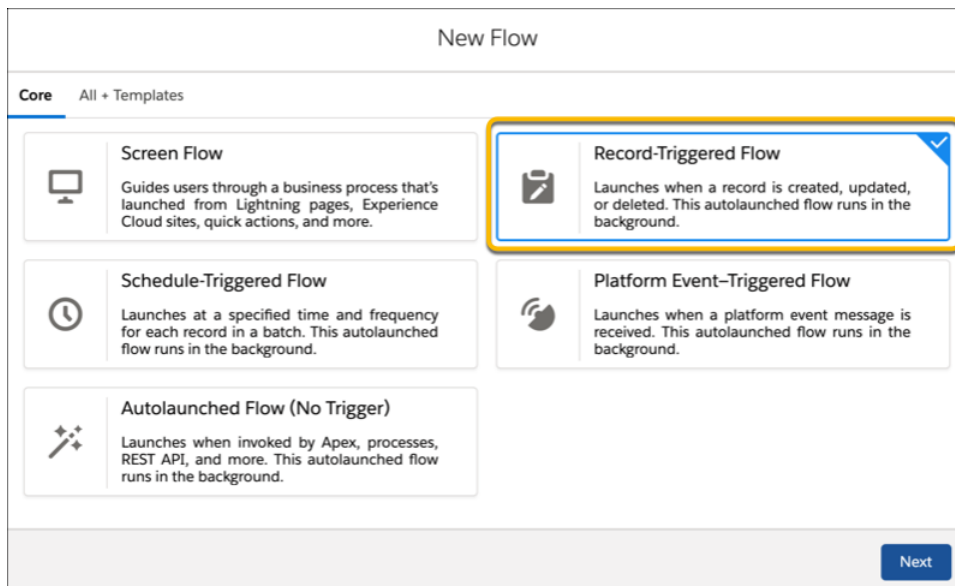 New Flow
Core All + Templates
Screen Flow
Guides users through a business process that's
launched from Lightning pages, Experience
Cloud sites, quick actions, and more.
Record-Triggered Flow
Launches when a record is created, updated,
or deleted. This autolaunched flow runs in the
background.
Schedule-Triggered Flow
Launches at a specified time and frequency
for each record in a batch. This autolaunched
flow runs in the background.
Platform Event–Triggered Flow
Launches when a platform event message is
received. This autolaunched flow runs in the
background.
Autolaunched Flow (No Trigger)
Launches when invoked by Apex, processes,
REST API, and more. This autolaunched flow
runs in the background.
Next